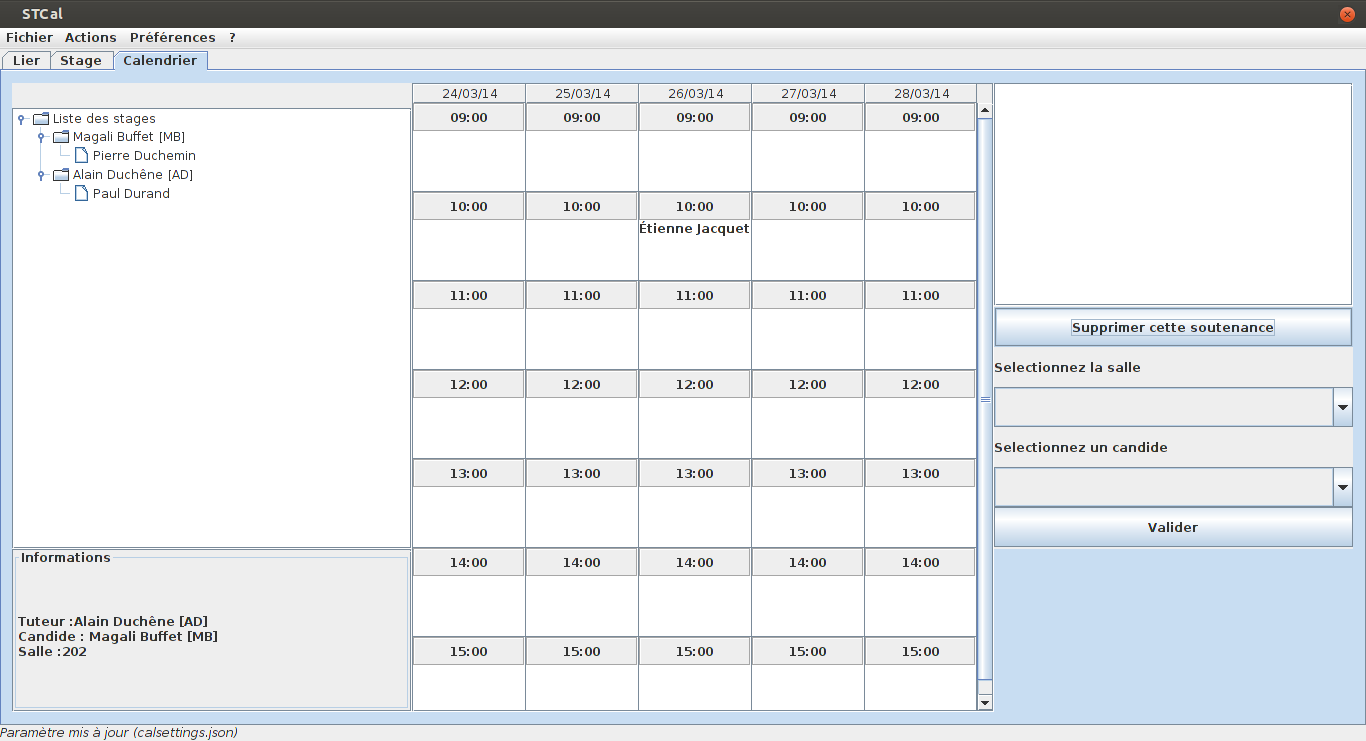 STCal
Fichier Actions Préférences ?
Lier Stage Calendrier
Liste des stages
Magali Buffet [MB]
Pierre Duchemin
Alain Duchêne [AD]
Paul Durand
Informations
Tuteur :Alain Duchêne [AD]
Candide : Magali Buffet [MB]
Salle :202
24/03/14 25/03/14 26/03/14 27/03/14 28/03/14
09:00 09:00 09:00 09:00 09:00
10:00 10:00 10:00 10:00 10:00
Étienne Jacquet
11:00 11:00 11:00 11:00 11:00
12:00 12:00 12:00 12:00 12:00
13:00 13:00 13:00 13:00 13:00
14:00 14:00 14:00 14:00 14:00
15:00 15:00 15:00 15:00 15:00
Supprimer cette soutenance
Selectionnez la salle
Selectionnez un candide
Valider
Paramètre mis à jour (calsettings.json)